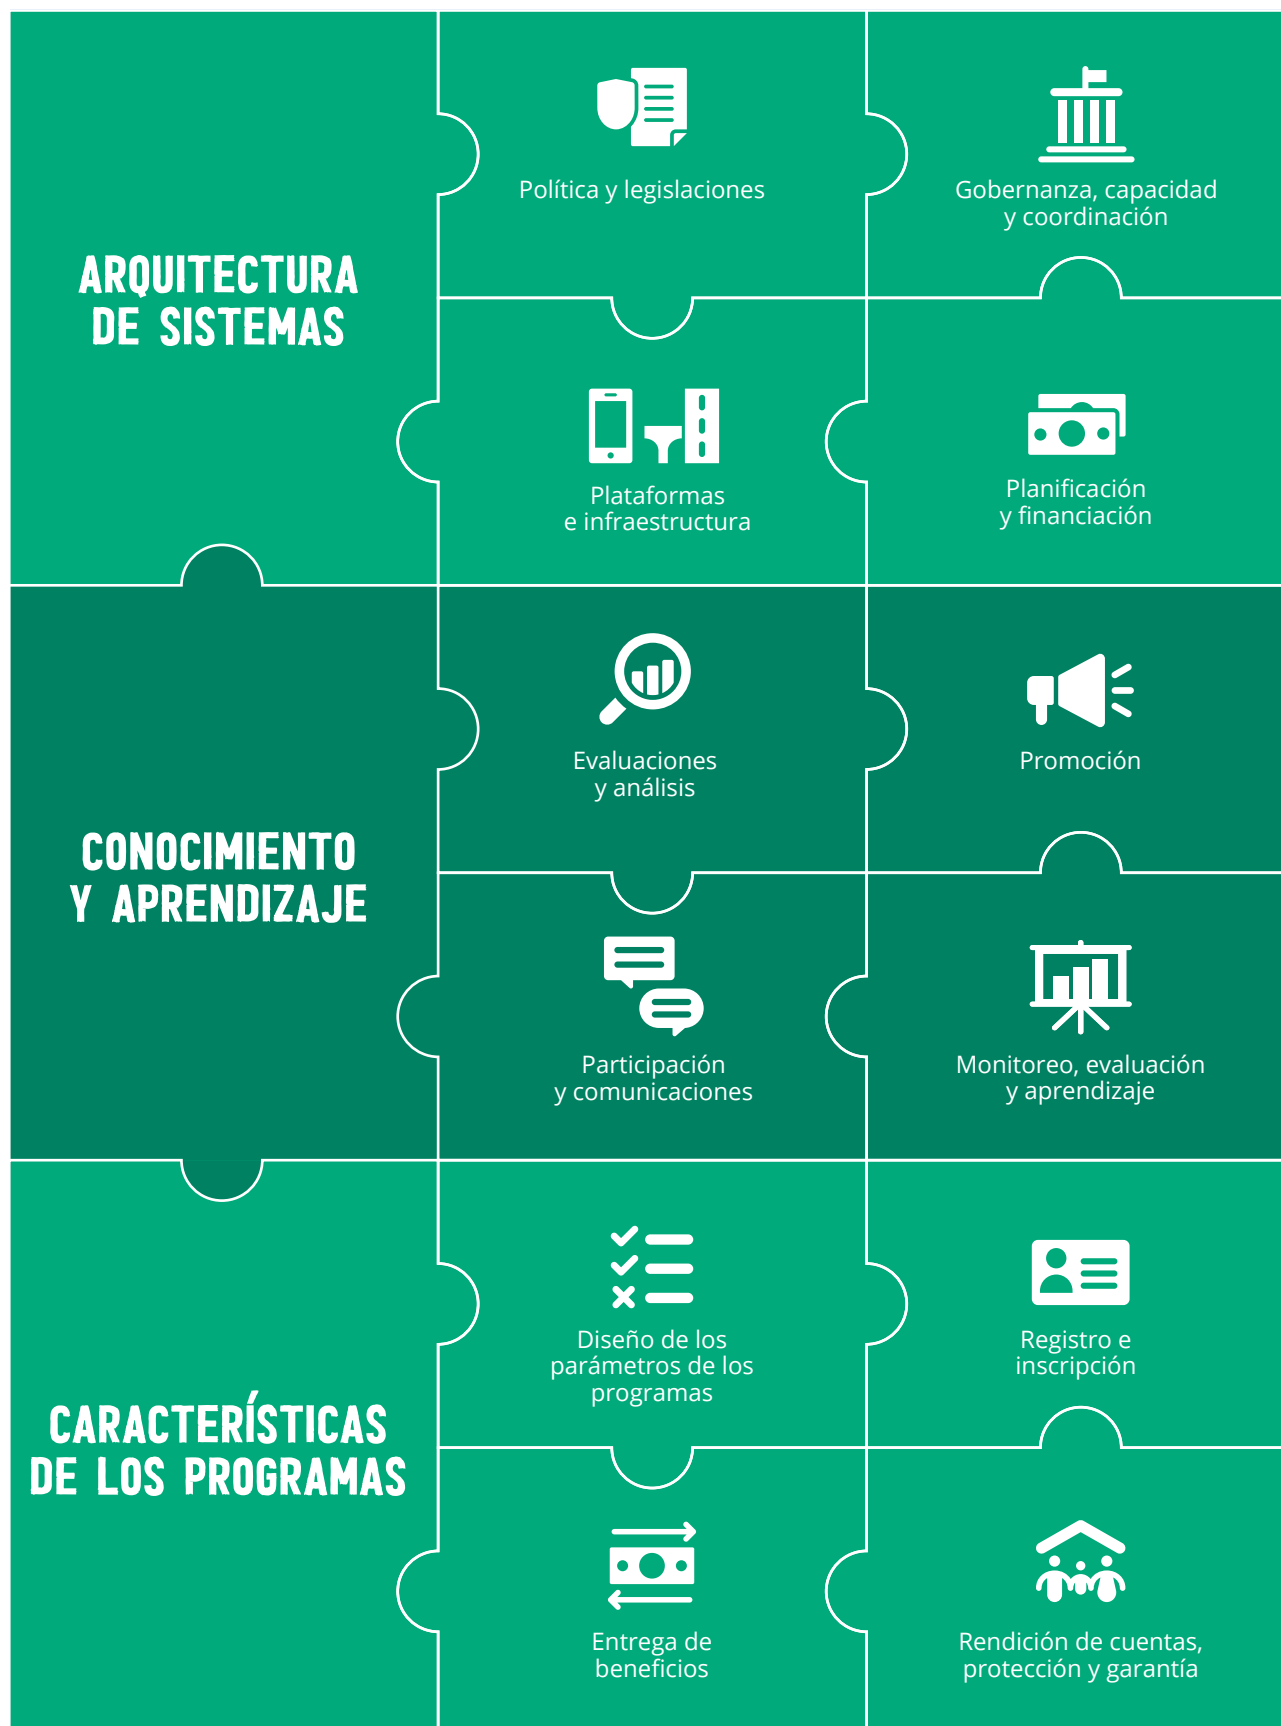 ARQUITECTURA
DE SISTEMAS
Política y legislaciones
Gobernanza, capacidad
y coordinación
Plataformas
e infraestructura
Planificación
y financiación
CONOCIMIENTO
Y APRENDIZAJE
Evaluaciones
y análisis
Promoción
Participación
y comunicaciones
Monitoreo, evaluación
y aprendizaje
CARACTERÍSTICAS
DE LOS PROGRAMAS
Diseño de los
parámetros de los
programas
Registro e
inscripción
Entrega de
beneficios
Rendición de cuentas,
protección y garantía